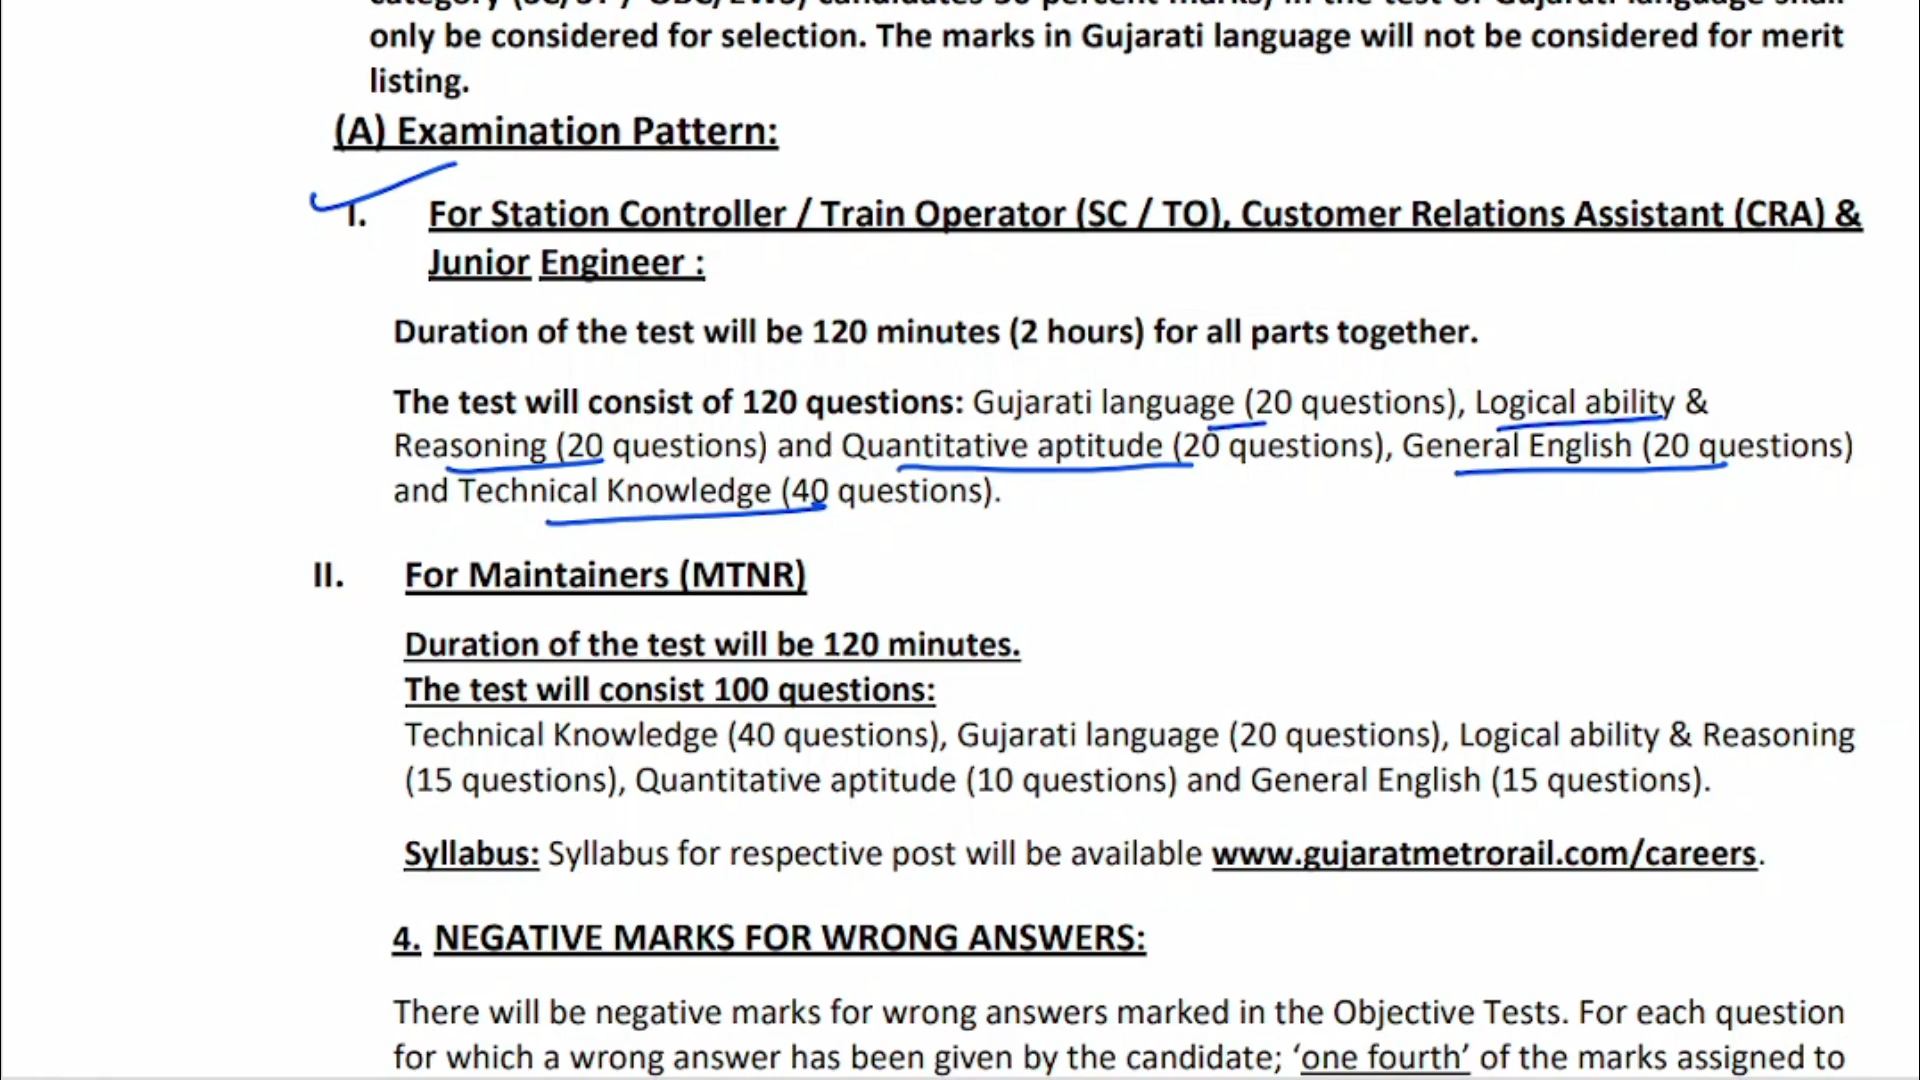 only be considered for selection. The marks in Gujarati language will not be considered for merit
listing.
(A) Examination Pattern:
I. For Station Controller / Train Operator (SC / TO), Customer Relations Assistant (CRA) &
Junior Engineer :
Duration of the test will be 120 minutes (2 hours) for all parts together.
The test will consist of 120 questions: Gujarati language (20 questions), Logical ability &
Reasoning (20 questions) and Quantitative aptitude (20 questions), General English (20 questions)
and Technical Knowledge (40 questions).
II. For Maintainers (MTNR)
Duration of the test will be 120 minutes.
The test will consist 100 questions:
Technical Knowledge (40 questions), Gujarati language (20 questions), Logical ability & Reasoning
(15 questions), Quantitative aptitude (10 questions) and General English (15 questions).
Syllabus: Syllabus for respective post will be available www.gujaratmetrorail.com/careers.
4. NEGATIVE MARKS FOR WRONG ANSWERS:
There will be negative marks for wrong answers marked in the Objective Tests. For each question
for which a wrong answer has been given by the candidate; ‘one fourth’ of the marks assigned to